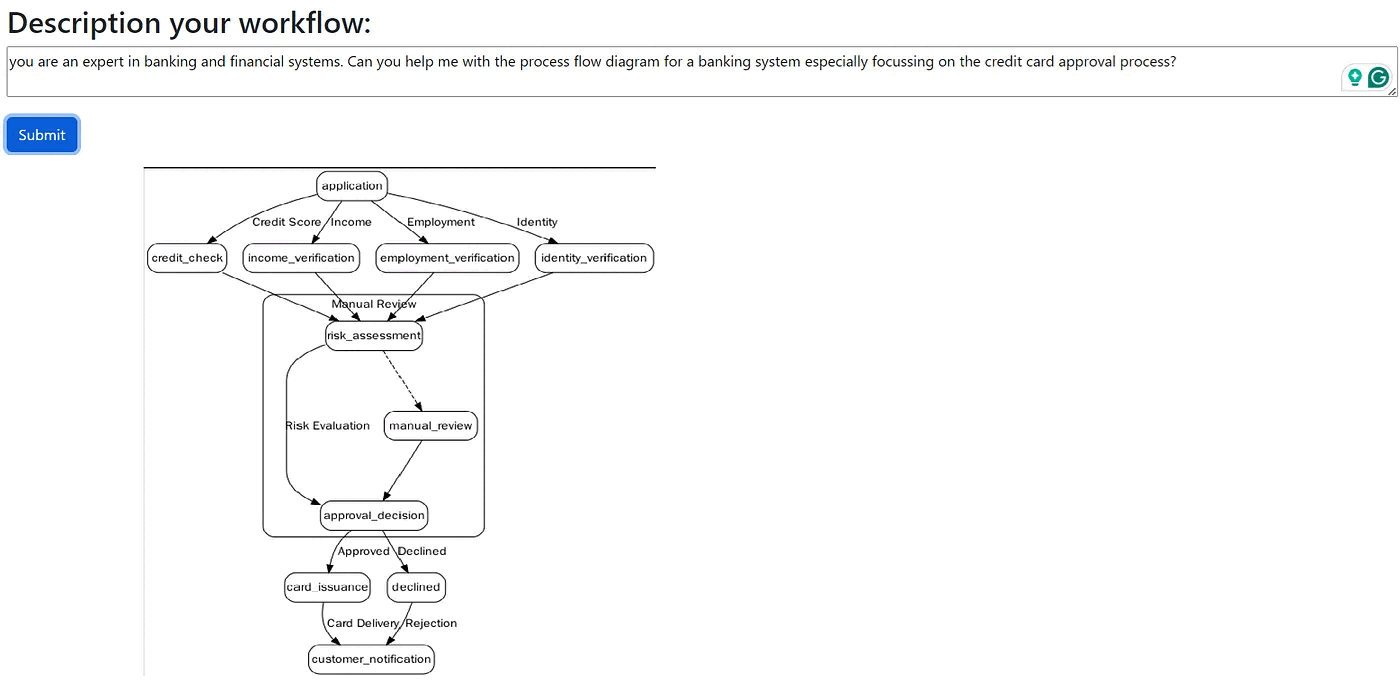 Description your workflow:
you are an expert in banking and financial systems. Can you help me with the process flow diagram for a banking system especially focussing on the credit card approval process?
Submit
application
Credit Score Income Employment Identity
credit_check income_verification employment_verification identity_verification
Manual Review
risk_assessment
Risk Evaluation manual_review
approval_decision
Approved Declined
card_issuance declined
Card Delivery Rejection
customer_notification